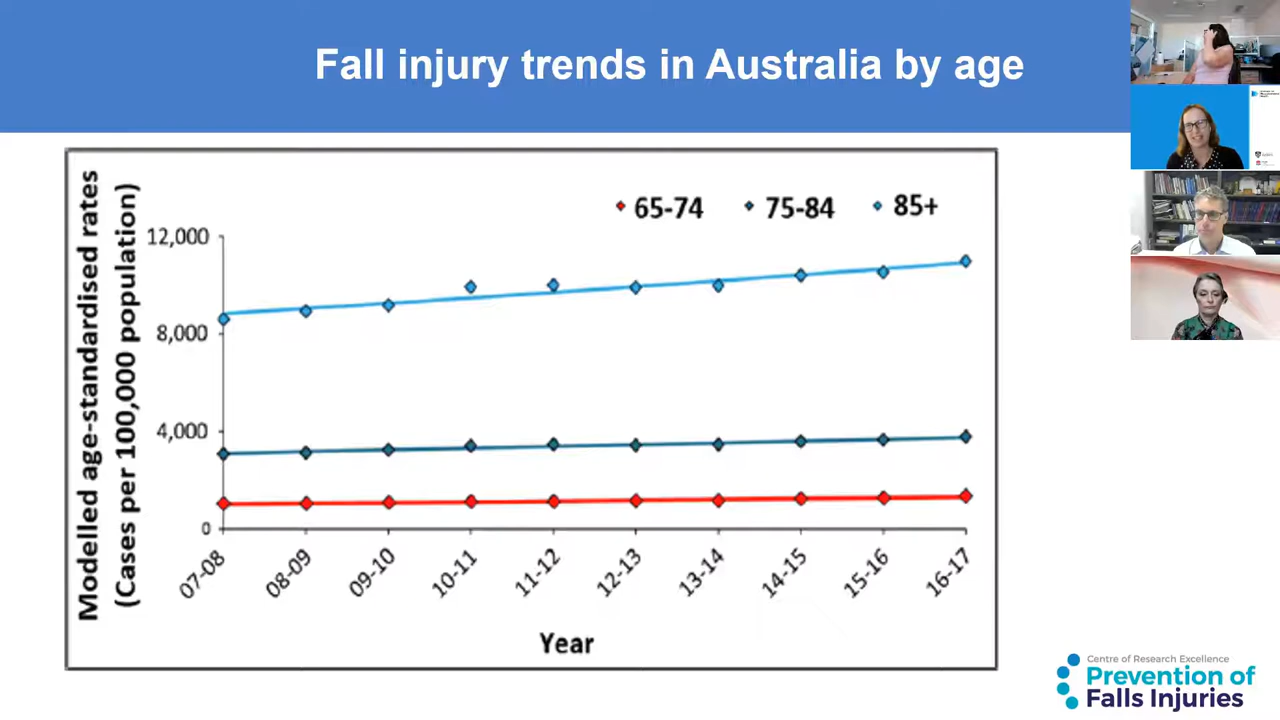 Fall injury trends in Australia by age
Modelled age-standardised rates
(Cases per 100,000 population)
65-74
75-84
85+
12,000
8,000
4,000
0
07-08
08-09
09-10
10-11
11-12
12-13
13-14
14-15
15-16
16-17
Year
Centre of Research Excellence
Prevention of
Falls Injuries